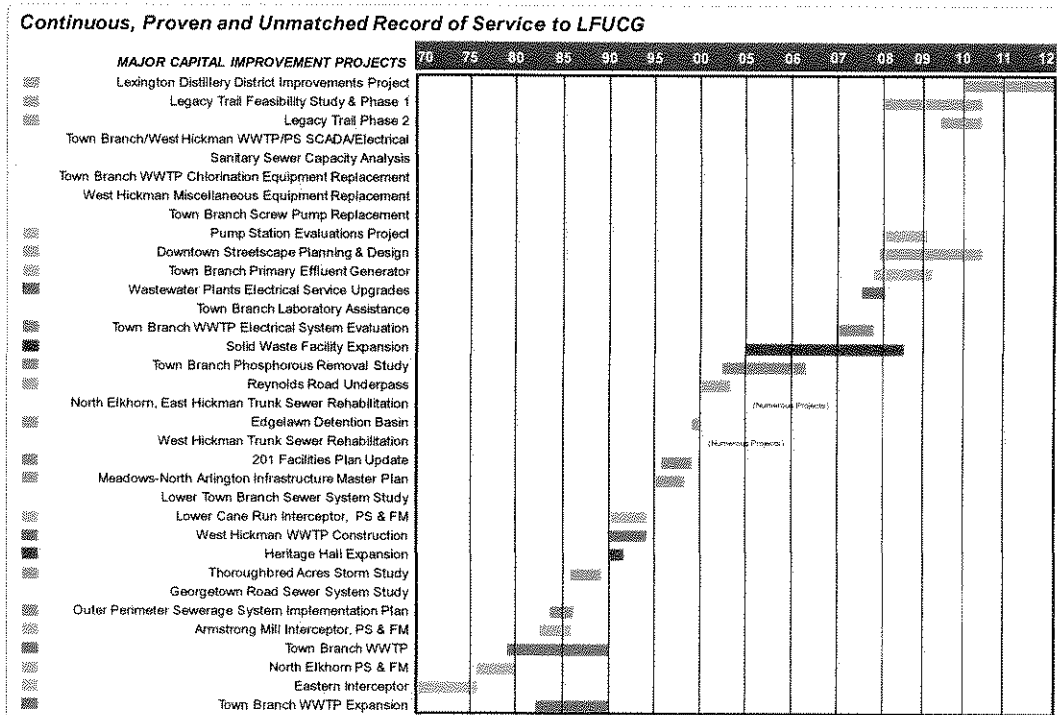 Continuous, Proven and Unmatched Record of Service to LFUCG
MAJOR CAPITAL IMPROVEMENT PROJECTS 70 75 80 85 90 95 00 05 06 07 08 09 10 11 12
Lexington Distillery District Improvements Project
Legacy Trail Feasibility Study & Phase 1
Legacy Trail Phase 2
Town Branch/West Hickman WWTP/PS SCADA/Electrical
Sanitary Sewer Capacity Analysis
Town Branch WWTP Chlorination Equipment Replacement
West Hickman Miscellaneous Equipment Replacement
Town Branch Screw Pump Replacement
Pump Station Evaluations Project
Downtown Streetscape Planning & Design
Town Branch Primary Effluent Generator
Wastewater Plants Electrical Service Upgrades
Town Branch Laboratory Assistance
Town Branch WWTP Electrical System Evaluation
Solid Waste Facility Expansion
Town Branch Phosphorous Removal Study
Reynolds Road Underpass
North Elkhorn, East Hickman Trunk Sewer Rehabilitation (Numerous Projects)
Edgelawn Detention Basin
West Hickman Trunk Sewer Rehabilitation (Numerous Projects)
201 Facilities Plan Update
Meadows-North Arlington Infrastructure Master Plan
Lower Town Branch Sewer System Study
Lower Cane Run Interceptor, PS & FM
West Hickman WWTP Construction
Heritage Hall Expansion
Thoroughbred Acres Storm Study
Georgetown Road Sewer System Study
Outer Perimeter Sewerage System Implementation Plan
Armstrong Mill Interceptor, PS & FM
Town Branch WWTP
North Elkhorn PS & FM
Eastern Interceptor
Town Branch WWTP Expansion